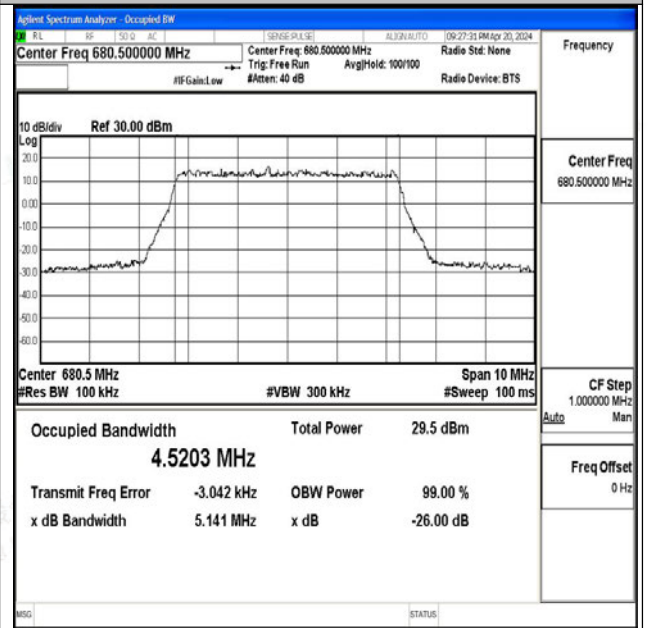 Agilent Spectrum Analyzer - Occupied BW
RL RF 50 Ω AC SENSE:PULSE ALIGNAUTO 09:27:31 PM Apr 20, 2024
Center Freq 680.500000 MHz
Center Freq: 680.500000 MHz
Radio Std: None
Trig: Free Run Avg|Hold: 100/100
#IFGain:Low #Atten: 40 dB Radio Device: BTS
Frequency
10 dB/div Ref 30.00 dBm
Log
20.0
10.0
0.00
-10.0
-20.0
-30.0
-40.0
-50.0
-60.0
Center Freq
680.500000 MHz
Center 680.5 MHz Span 10 MHz
#Res BW 100 kHz #VBW 300 kHz #Sweep 100 ms
CF Step
1.000000 MHz
Auto Man
Occupied Bandwidth Total Power 29.5 dBm
4.5203 MHz
Transmit Freq Error -3.042 kHz OBW Power 99.00 %
x dB Bandwidth 5.141 MHz x dB -26.00 dB
Freq Offset
0 Hz
MSG STATUS